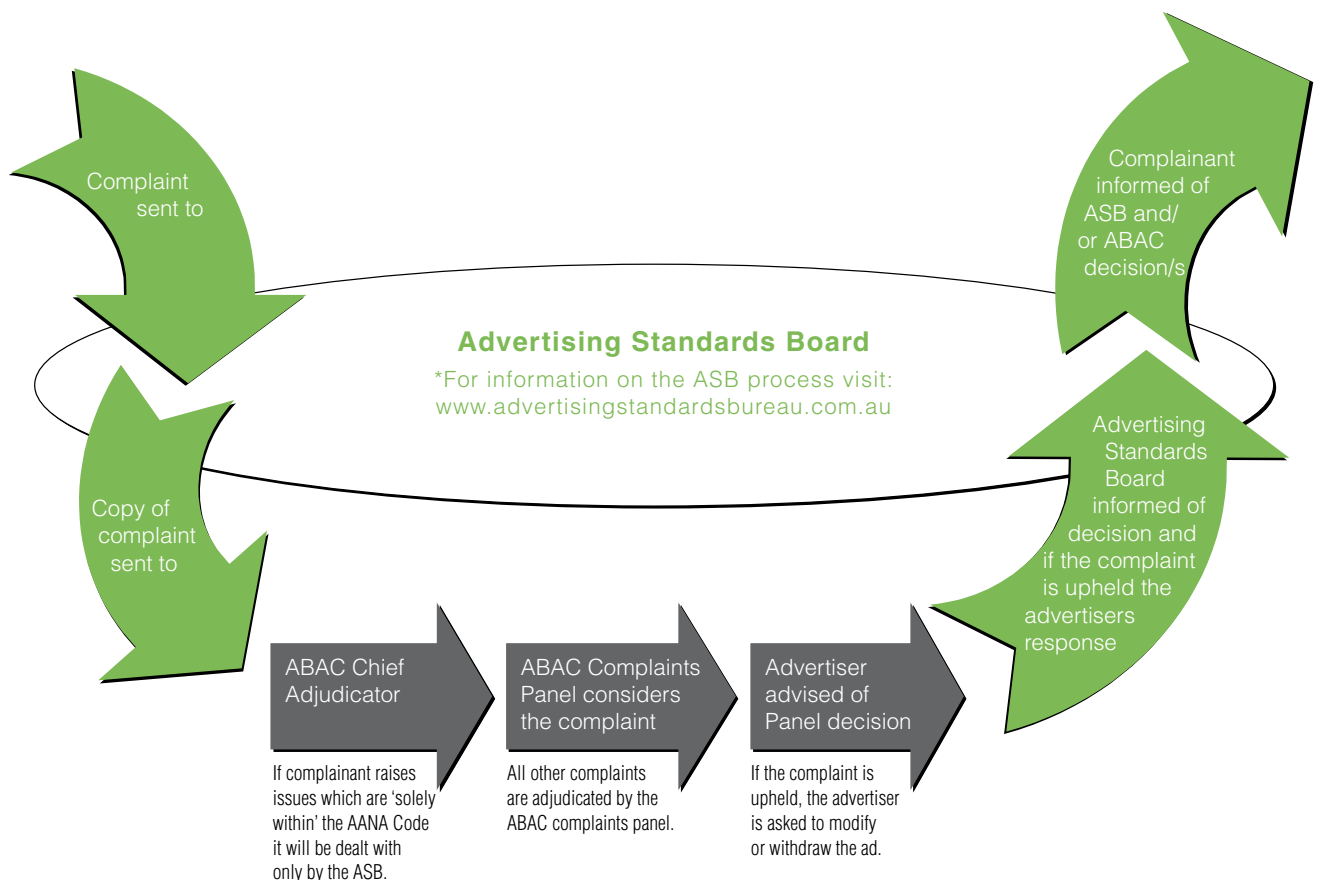 Complaint
sent to
Advertising Standards Board
*For information on the ASB process visit:
www.advertisingstandardsbureau.com.au
Copy of
complaint
sent to
ABAC Chief
Adjudicator
If complainant raises
issues which are ‘solely
within’ the AANA Code
it will be dealt with
only by the ASB.
ABAC Complaints
Panel considers
the complaint
All other complaints
are adjudicated by the
ABAC complaints panel.
Advertiser
advised of
Panel decision
If the complaint is
upheld, the advertiser
is asked to modify
or withdraw the ad.
Advertising
Standards
Board
informed of
decision and
if the complaint
is upheld the
advertisers
response
Complainant
informed of
ASB and/
or ABAC
decision/s